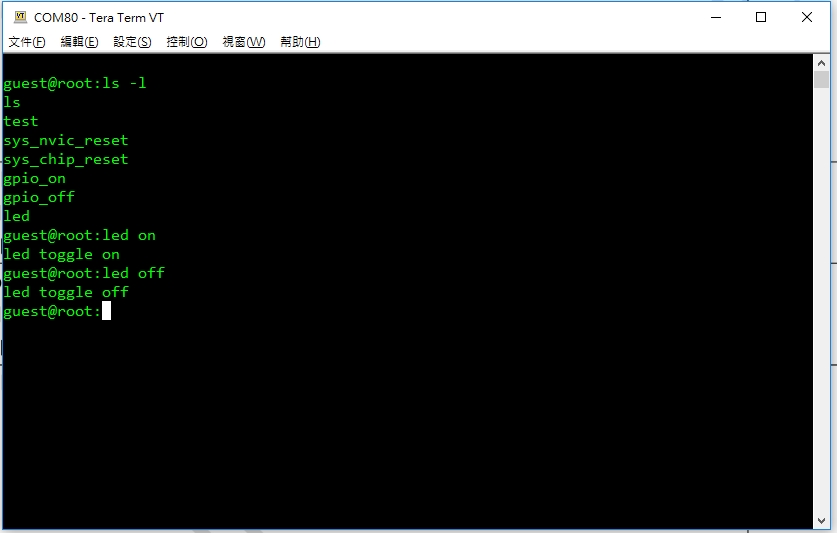 COM80 - Tera Term VT
文件(F) 編輯(E) 設定(S) 控制(O) 視窗(W) 幫助(H)
guest@root:ls -l
ls
test
sys_nvic_reset
sys_chip_reset
gpio_on
gpio_off
led
guest@root:led on
led toggle on
guest@root:led off
led toggle off
guest@root: